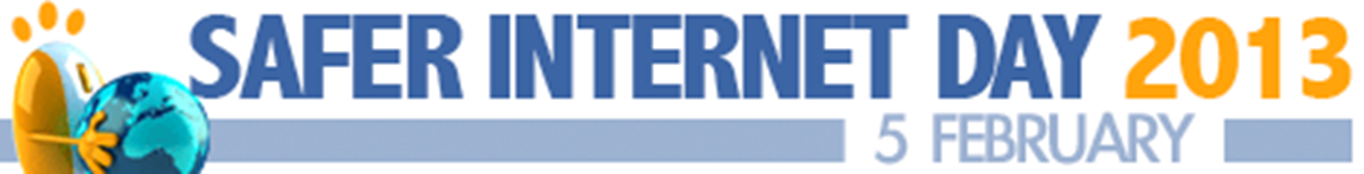 SAFER INTERNET DAY 2013
5 FEBRUARY